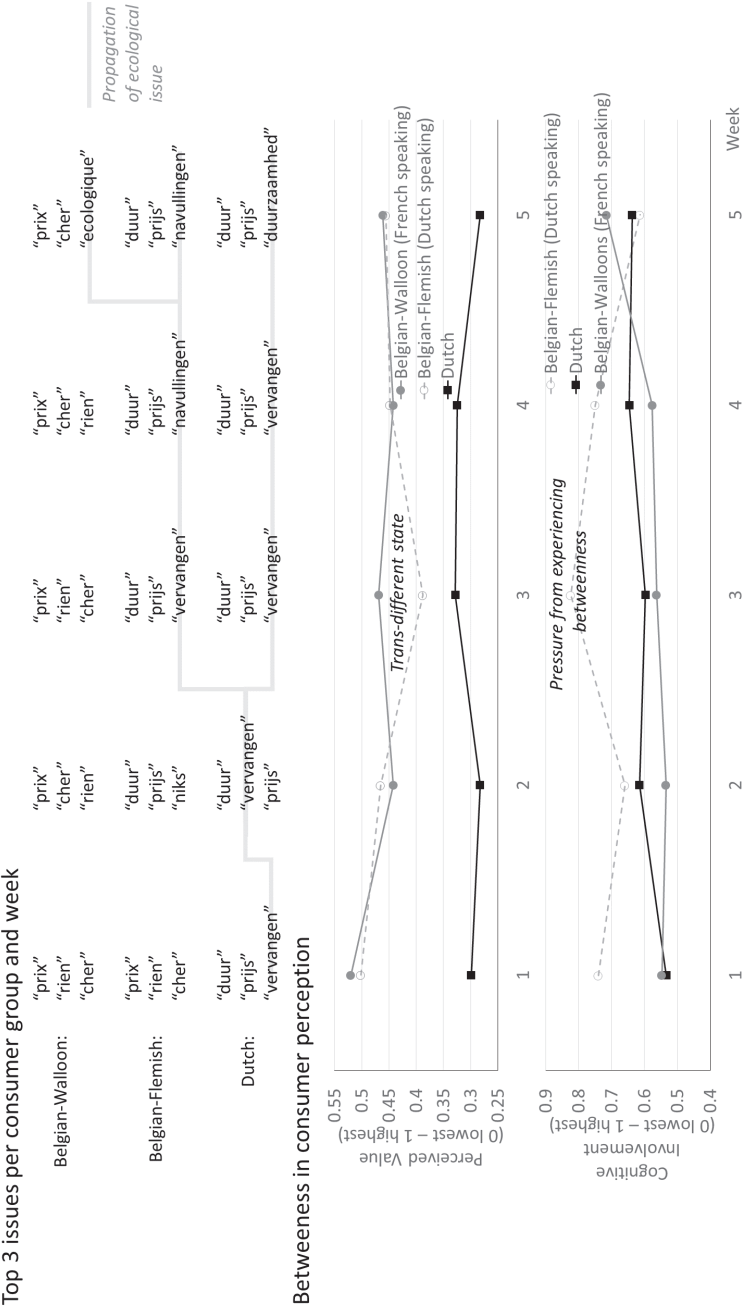 Top 3 issues per consumer group and week
Belgian-Walloon:
“prix”
“rien”
“cher”
“prix”
“cher”
“rien”
“prix”
“rien”
“cher”
“prix”
“cher”
“rien”
“prix”
“cher”
“ecologique”
Propagation
of ecological
issue
Belgian-Flemish:
“prix”
“rien”
“cher”
“duur”
“prijs”
“niks”
“duur”
“prijs”
“vervangen”
“duur”
“prijs”
“navullingen”
“duur”
“prijs”
“navullingen”
Dutch:
“duur”
“prijs”
“vervangen”
“duur”
“vervangen”
“prijs”
“duur”
“prijs”
“vervangen”
“duur”
“prijs”
“vervangen”
“duur”
“prijs”
“duurzaamhed”
Betweeness in consumer perception
Perceived Value
(0 lowest – 1 highest)
0.55
0.5
0.45
0.4
0.35
0.3
0.25
Trans-different state
Belgian-Walloon (French speaking)
Belgian-Flemish (Dutch speaking)
Dutch
1
2
3
4
5
Cognitive
Involvement
(0 lowest – 1 highest)
0.9
0.8
0.7
0.6
0.5
0.4
Pressure from experiencing
betweenness
Belgian-Flemish (Dutch speaking)
Dutch
Belgian-Walloons (French speaking)
1
2
3
4
5
Week